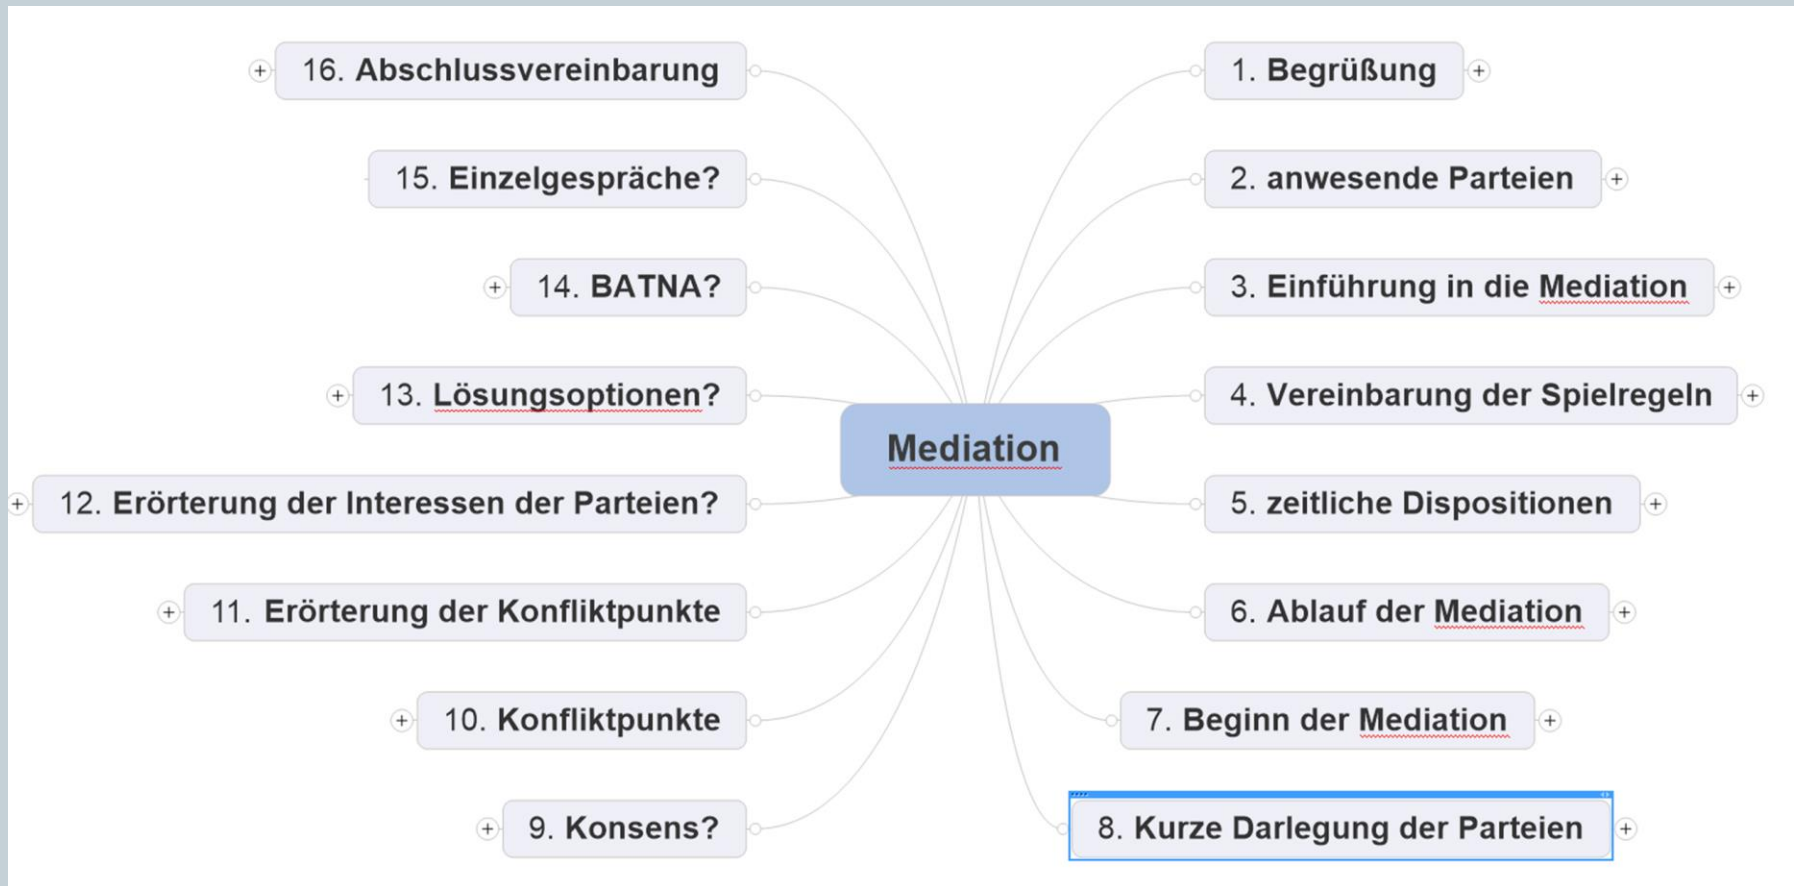 Mediation
1. Begrüßung
2. anwesende Parteien
3. Einführung in die Mediation
4. Vereinbarung der Spielregeln
5. zeitliche Dispositionen
6. Ablauf der Mediation
7. Beginn der Mediation
8. Kurze Darlegung der Parteien
9. Konsens?
10. Konfliktpunkte
11. Erörterung der Konfliktpunkte
12. Erörterung der Interessen der Parteien?
13. Lösungsoptionen?
14. BATNA?
15. Einzelgespräche?
16. Abschlussvereinbarung